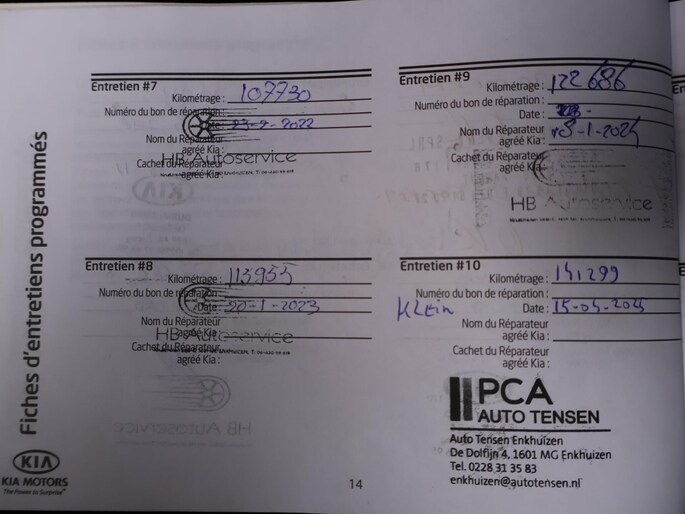 Fiches d'entretiens programmés
Entretien #7
Kilométrage : 107730
Numéro du bon de réparation :
23-9-2022
Nom du Réparateur
agréé Kia :
HB Autoservice
Cachet du Réparateur
agréé Kia :
Entretien #8
Kilométrage : 113955
Numéro du bon de réparation :
Date : 20-1-2023
Nom du Réparateur
agréé Kia :
HB Autoservice
Cachet du Réparateur
agréé Kia :
Entretien #9
Kilométrage : 122686
Numéro du bon de réparation :
Date :
Nom du Réparateur
agréé Kia :
Cachet du Réparateur
agréé Kia :
HB Autoservice
Entretien #10
Kilométrage : 141299
Numéro du bon de réparation :
Klein
Date :
Nom du Réparateur
agréé Kia :
Cachet du Réparateur
agréé Kia :
PCA
AUTO TENSEN
Auto Tensen Enkhuizen
De Dolfijn 4, 1601 MG Enkhuizen
Tel. 0228 31 35 83
enkhuizen@autotensen.nl
KIA
KIA MOTORS
The Power to Surprise
14